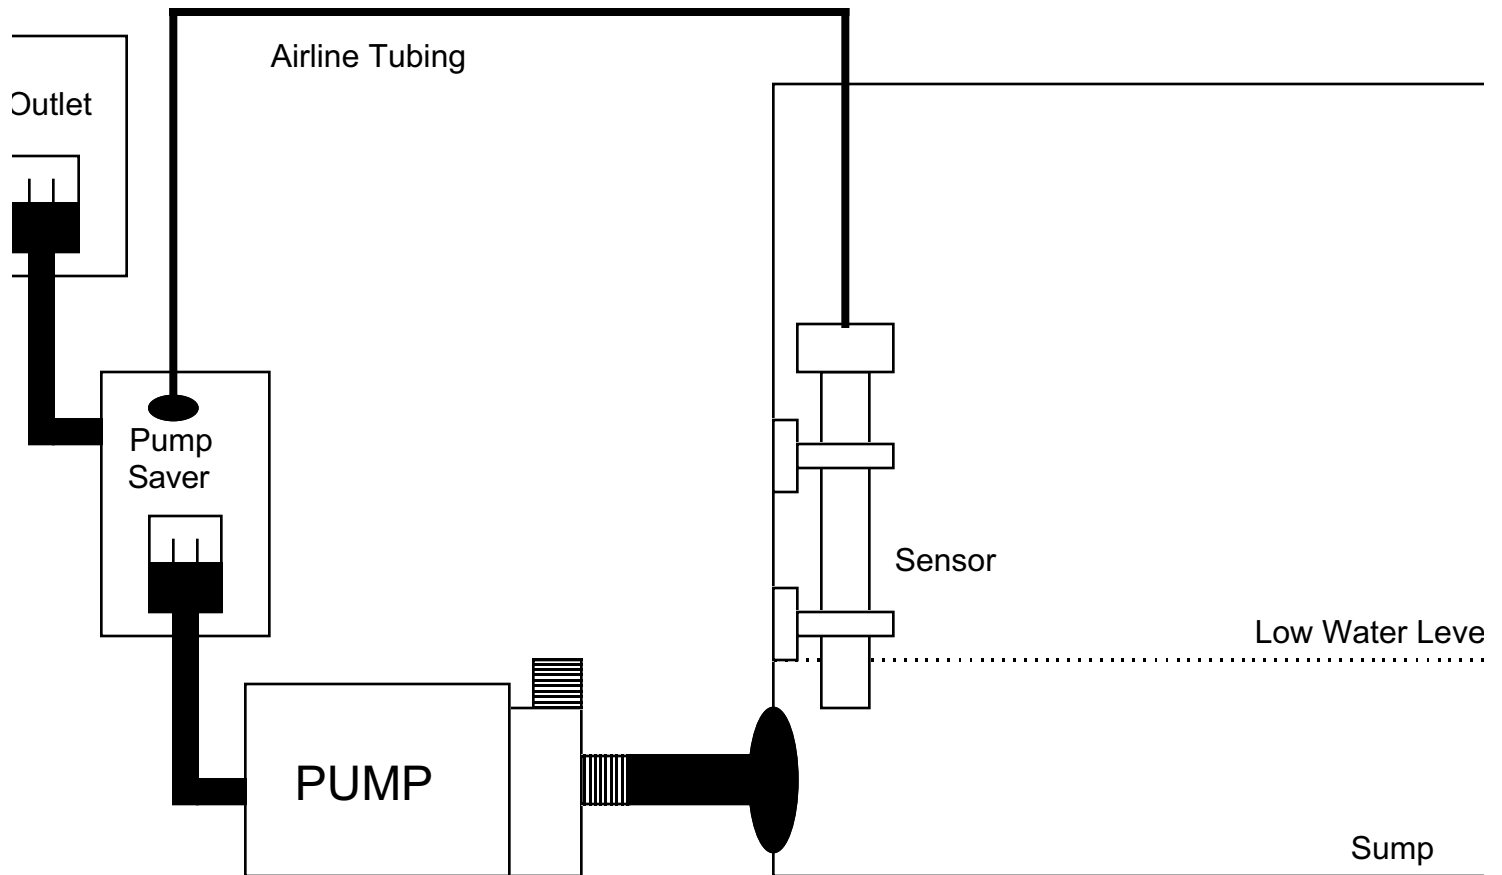 Airline Tubing
Outlet
Pump
Saver
Sensor
Low Water Leve
PUMP
Sump